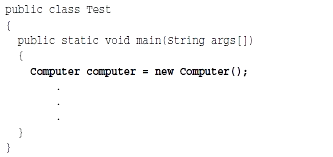 public class Test
{
  public static void main(String args[])
  {
    Computer computer = new Computer();
        .
        .
        .
  }
}